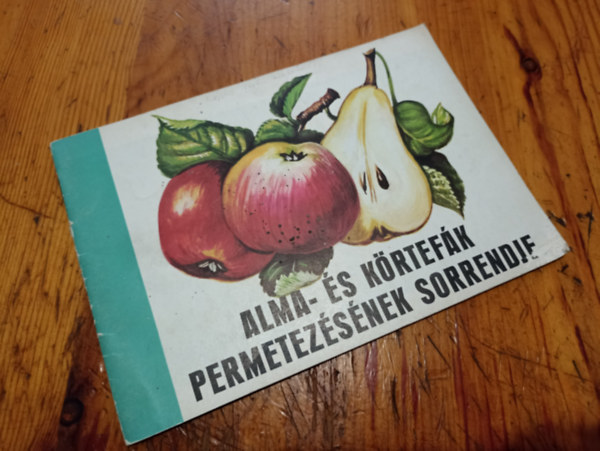 ALMA- ÉS KÖRTEFÁK
PERMETEZÉSÉNEK SORRENDJE